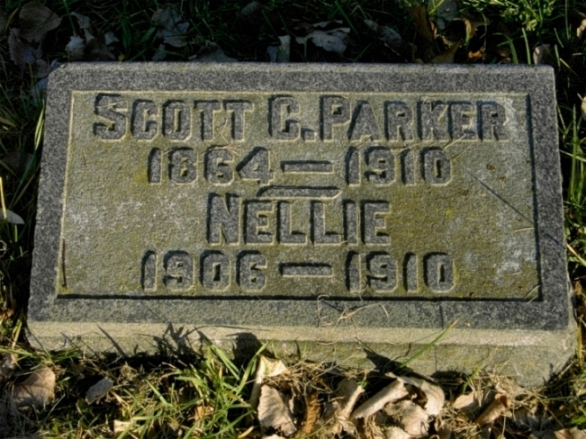 SCOTT C. PARKER
1864 — 1910
NELLIE
1906 — 1910